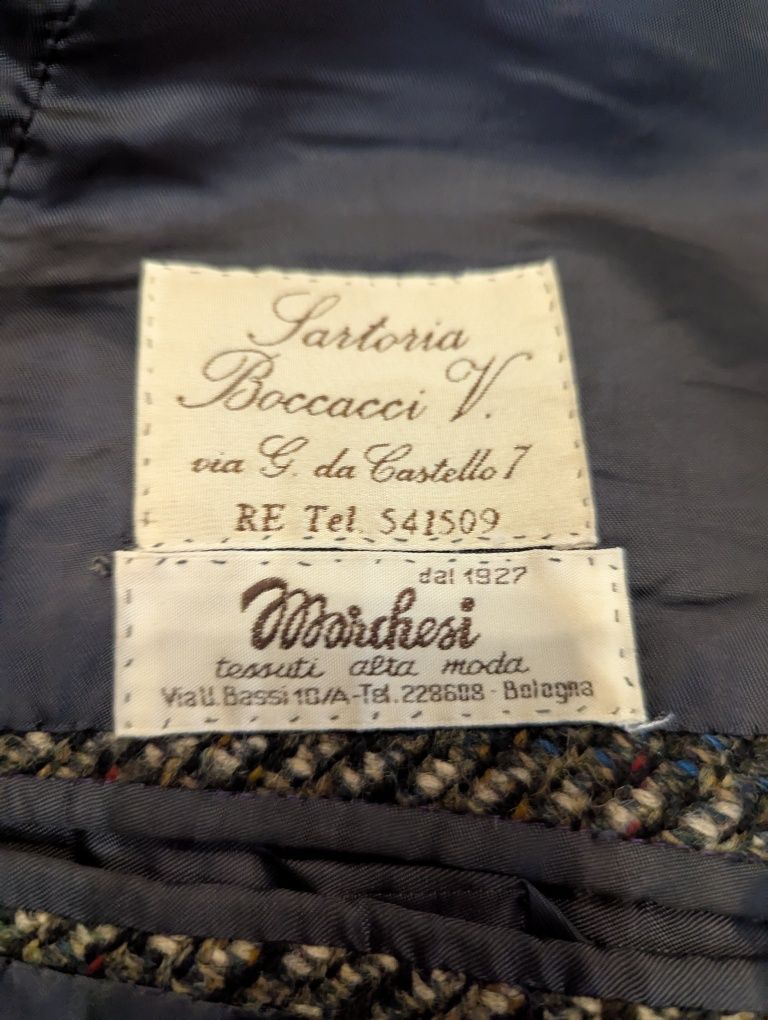 Sartoria
Boccacci V.
via G. da Castello 7
RE Tel. 541509
dal 1927
Marchesi
tessuti alta moda
Via U. Bassi 10/A-Tel. 228608 - Bologna